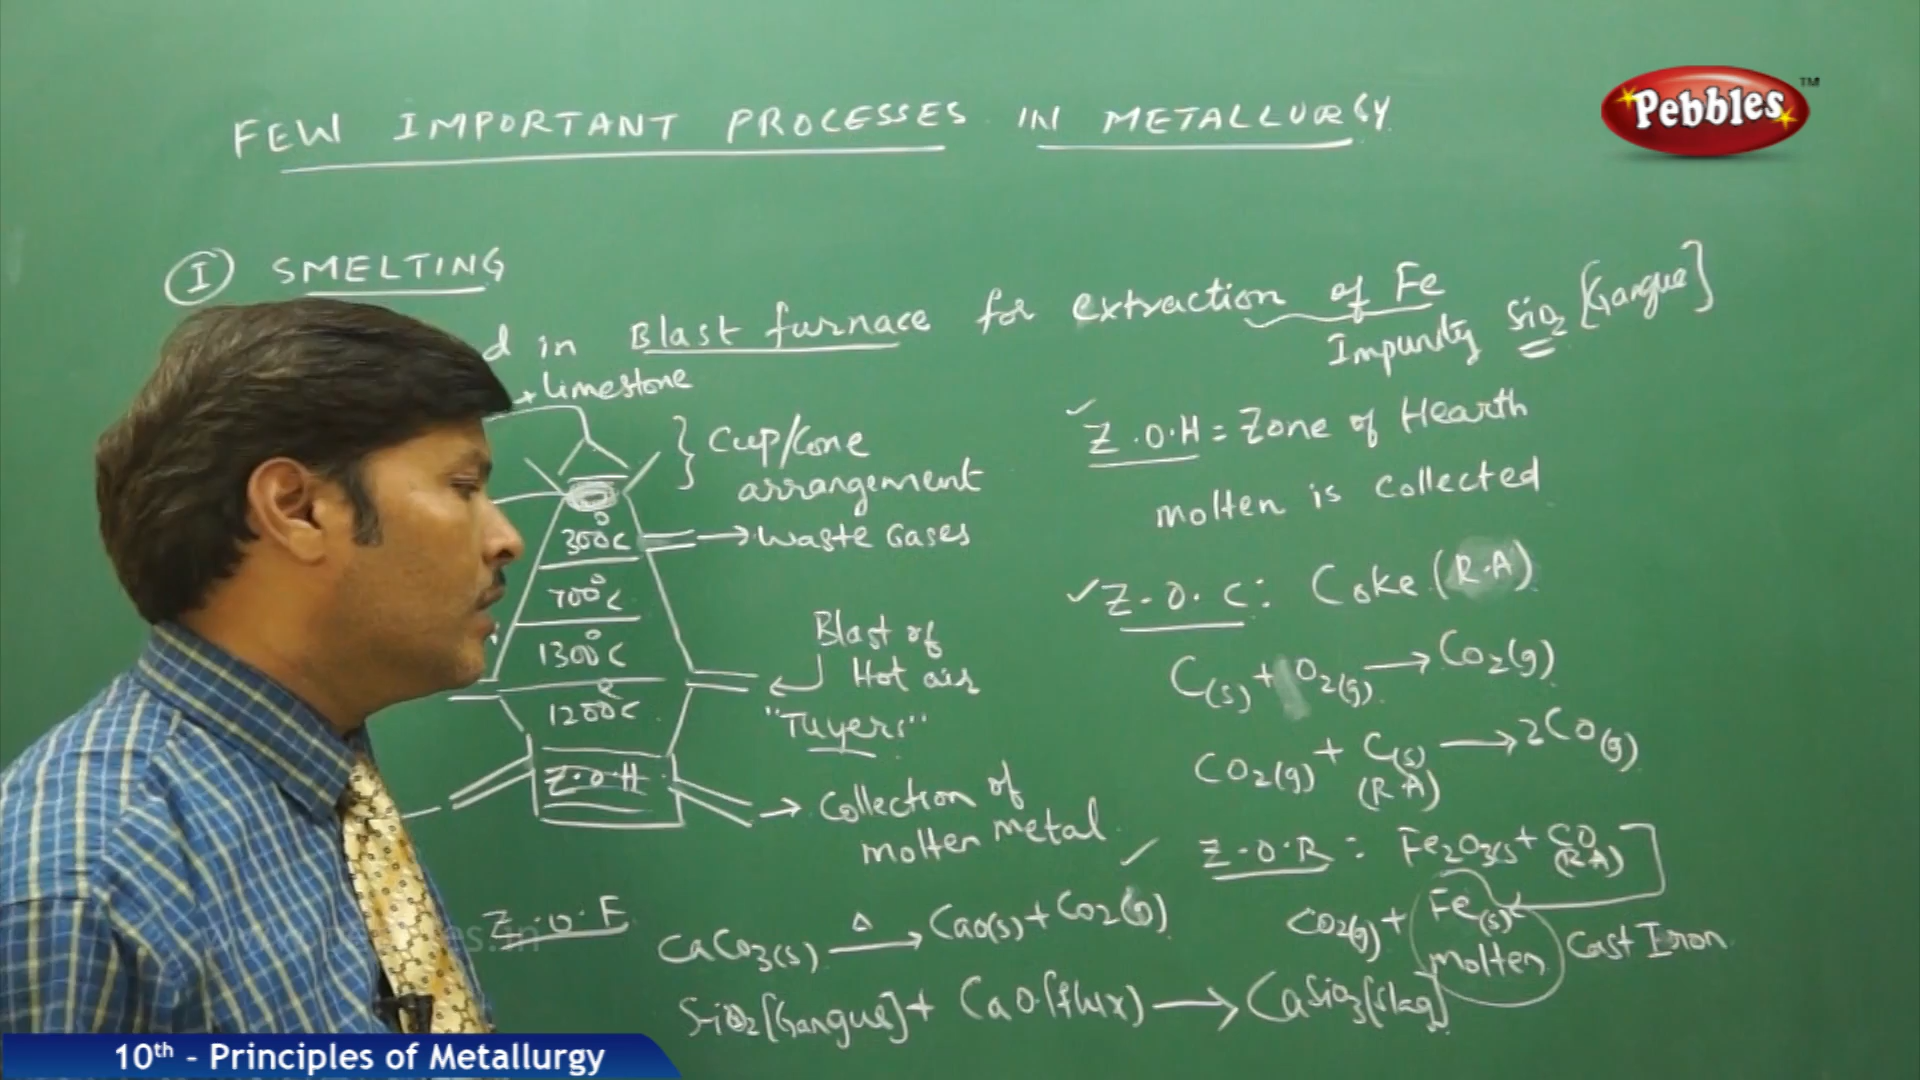 Pebbles™
FEW IMPORTANT PROCESSES IN METALLURGY
I SMELTING
d in Blast furnace for extraction of Fe
Impurity SiO2 [Gangue]
+ limestone
} Cup/Cone
arrangement
300°C → Waste Gases
700°C
1300°C
1200°C
Z.O.H
Blast of
Hot air
"Tuyers"
→ Collection of
molten metal
✓ Z.O.H = Zone of Hearth
molten is collected
✓ Z.O.C: Coke (R.A)
C(s) + O2(g) → CO2(g)
CO2(g) + C(s) → 2CO(g)
(R.A)
✓ Z.O.R: Fe2O3(s) + CO
(R.A)
CO2(g) + Fe(s)
molten
Cast Iron
Z.O.F
CaCO3(s) Δ→ CaO(s) + CO2(g)
SiO2 [Gangue] + CaO [flux] → CaSiO3 [slag]
10th - Principles of Metallurgy